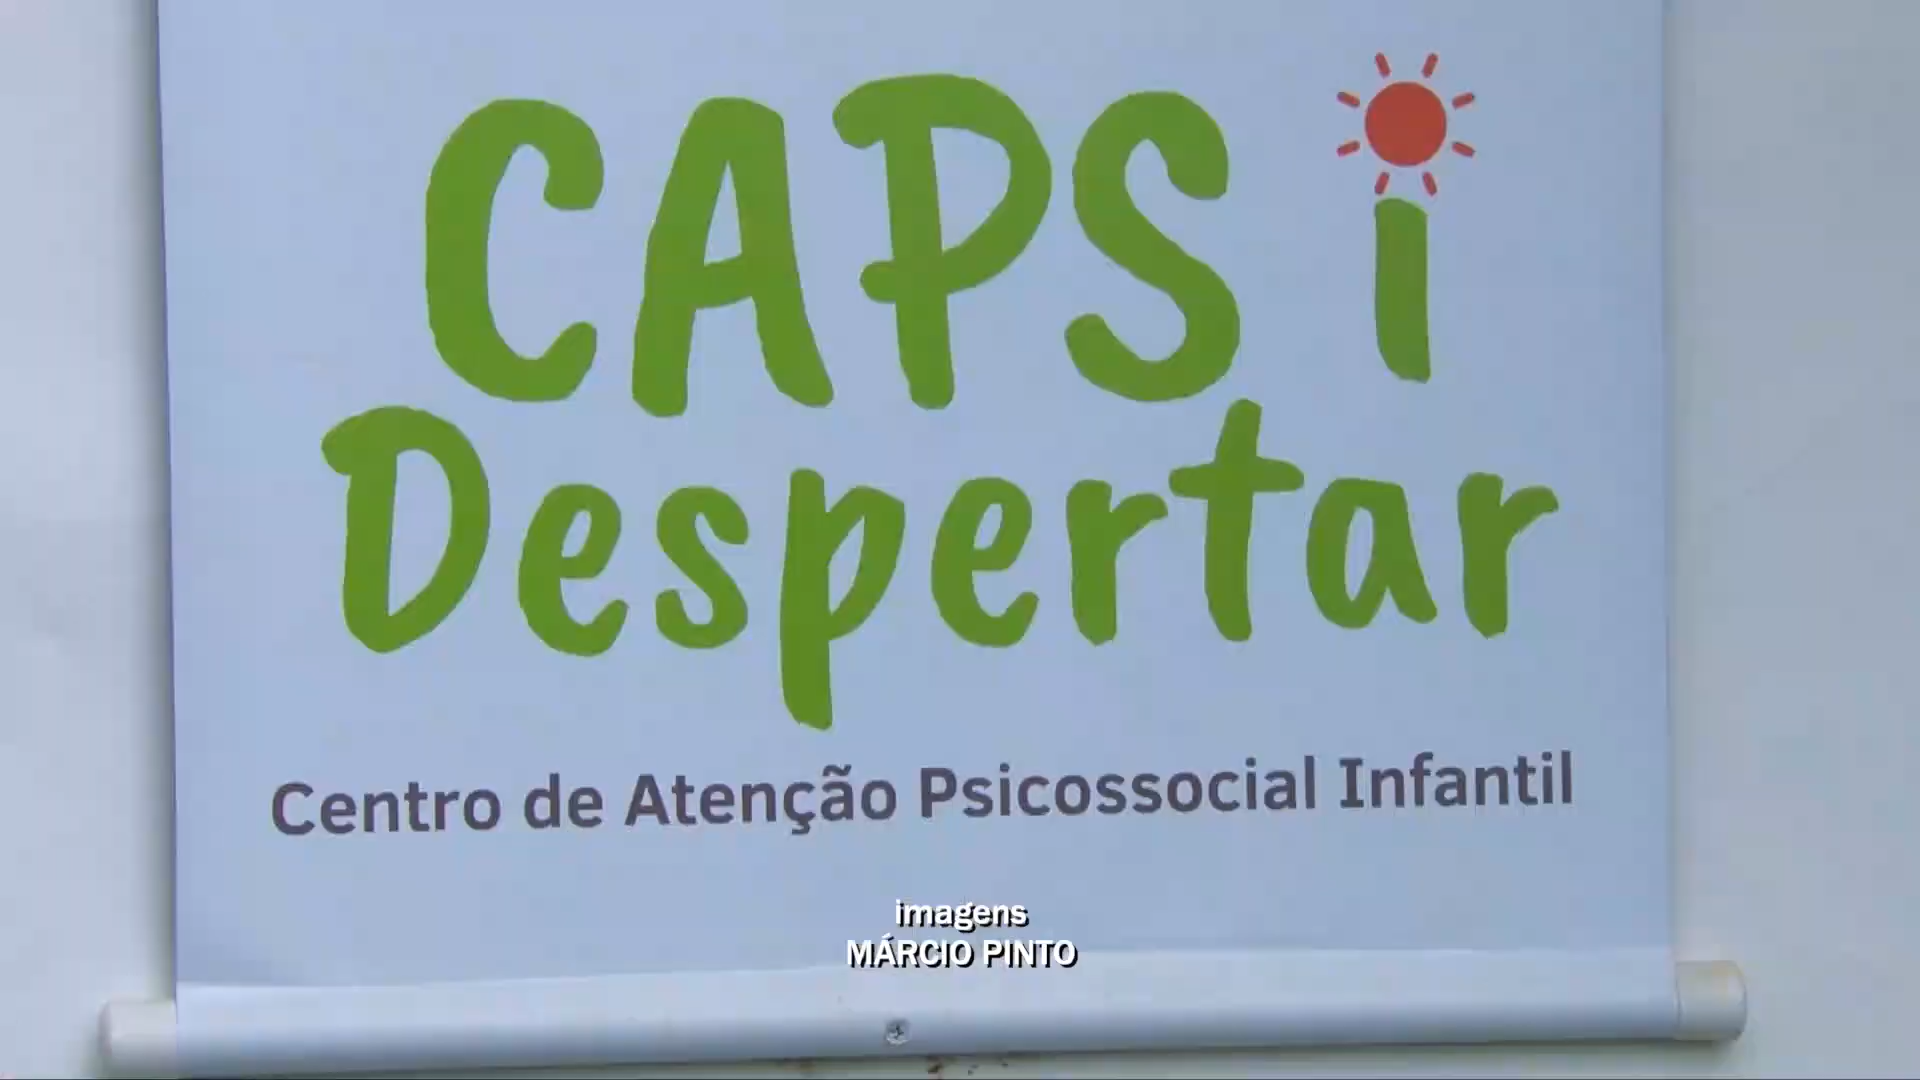 CAPS i
Despertar
Centro de Atenção Psicossocial Infantil
imagens
MÁRCIO PINTO